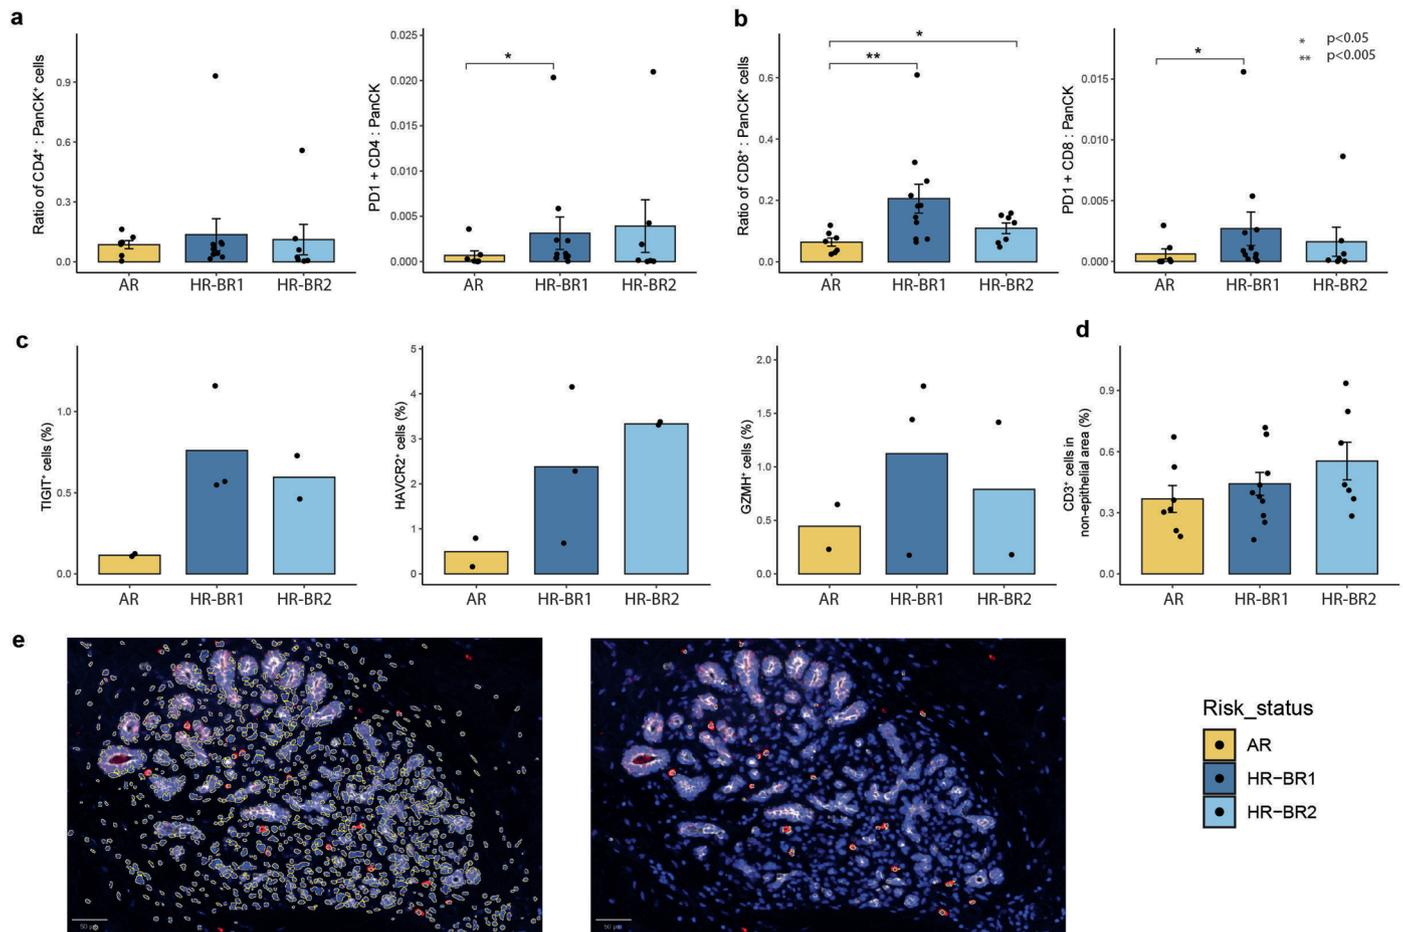 a
Ratio of CD4⁺ : PanCK⁺ cells
0.9
0.6
0.3
0.0
AR
HR-BR1
HR-BR2
PD1 + CD4 : PanCK
0.025
0.020
0.015
0.010
0.005
0.000
*
AR
HR-BR1
HR-BR2
b
Ratio of CD8⁺ : PanCK⁺ cells
0.6
0.4
0.2
0.0
*
**
AR
HR-BR1
HR-BR2
PD1 + CD8 : PanCK
0.015
0.010
0.005
0.000
*
* p<0.05
** p<0.005
AR
HR-BR1
HR-BR2
c
TIGIT⁺ cells (%)
1.0
0.5
0.0
AR
HR-BR1
HR-BR2
HAVCR2⁺ cells (%)
5
4
3
2
1
0
AR
HR-BR1
HR-BR2
GZMH⁺ cells (%)
2.0
1.5
1.0
0.5
0.0
AR
HR-BR1
HR-BR2
d
CD3⁺ cells in
non-epithelial area (%)
0.9
0.6
0.3
0.0
AR
HR-BR1
HR-BR2
e
50 µm
50 µm
Risk_status
AR
HR−BR1
HR−BR2